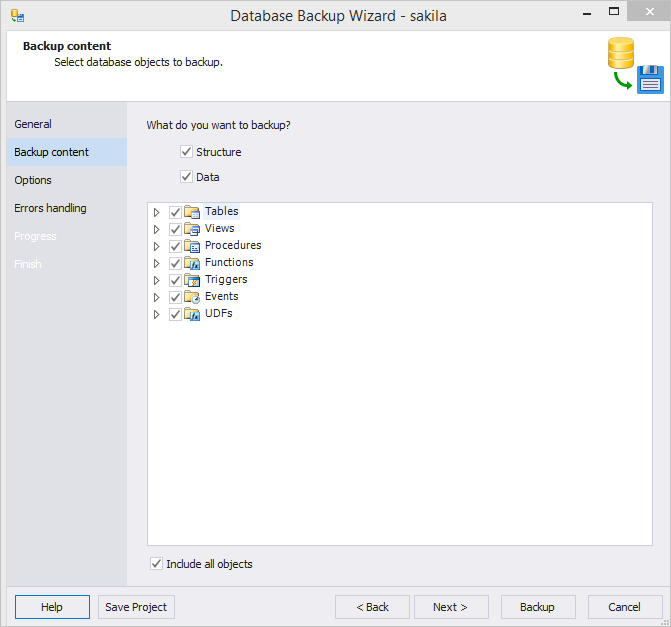 Database Backup Wizard - sakila
Backup content
Select database objects to backup.
General
Backup content
Options
Errors handling
Progress
Finish
What do you want to backup?
Structure
Data
Tables
Views
Procedures
Functions
Triggers
Events
UDFs
Include all objects
Help
Save Project
< Back
Next >
Backup
Cancel